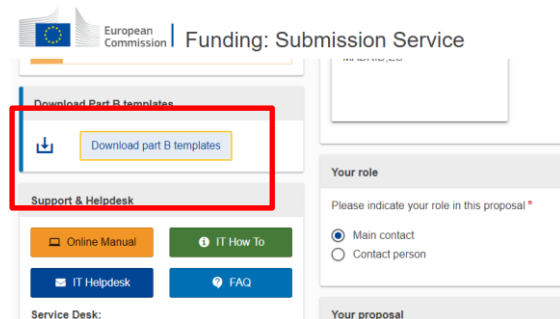 European
Commission
Funding: Submission Service
MADRID,ES
Download Part B templates
Download part B templates
Support & Helpdesk
Online Manual
IT How To
IT Helpdesk
FAQ
Service Desk:
Your role
Please indicate your role in this proposal *
Main contact
Contact person
Your proposal